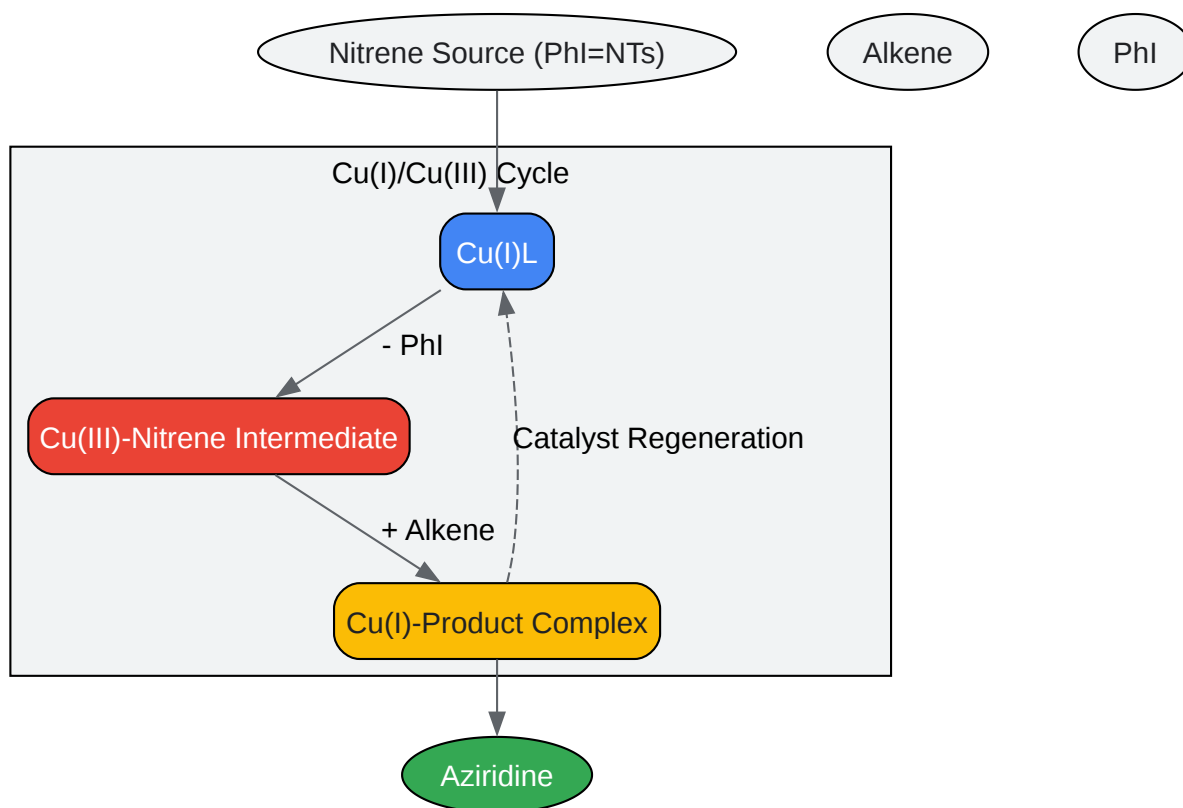 Nitrene Source (PhI=NTs)
Alkene
PhI
Cu(I)/Cu(III) Cycle
Cu(I)L
- PhI
Cu(III)-Nitrene Intermediate
Catalyst Regeneration
+ Alkene
Cu(I)-Product Complex
Aziridine